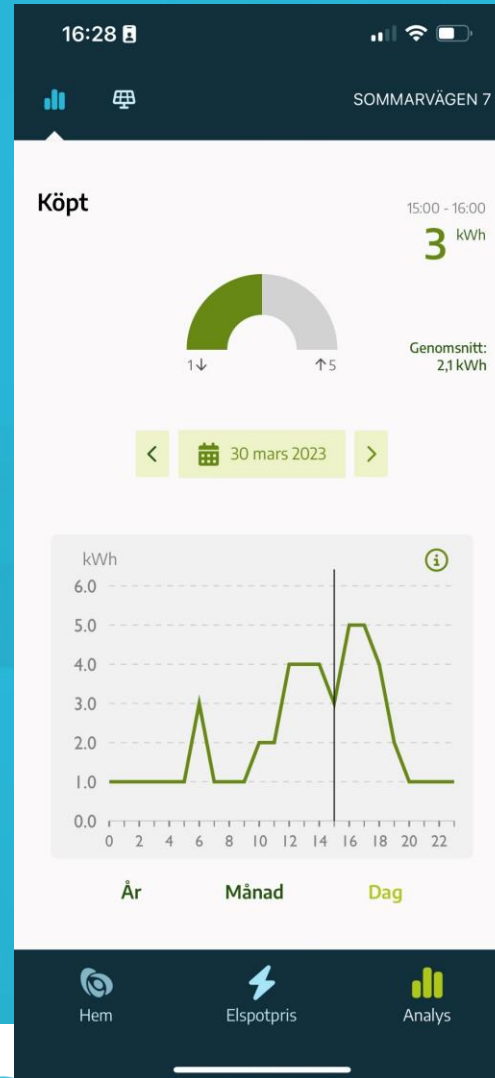 16:28
SOMMARVÄGEN 7
Köpt
15:00 - 16:00
3 kWh
1↓ ↑5
Genomsnitt:
2,1 kWh
< 30 mars 2023 >
kWh
6.0
5.0
4.0
3.0
2.0
1.0
0.0
0 2 4 6 8 10 12 14 16 18 20 22
År Månad Dag
Hem Elspotpris Analys